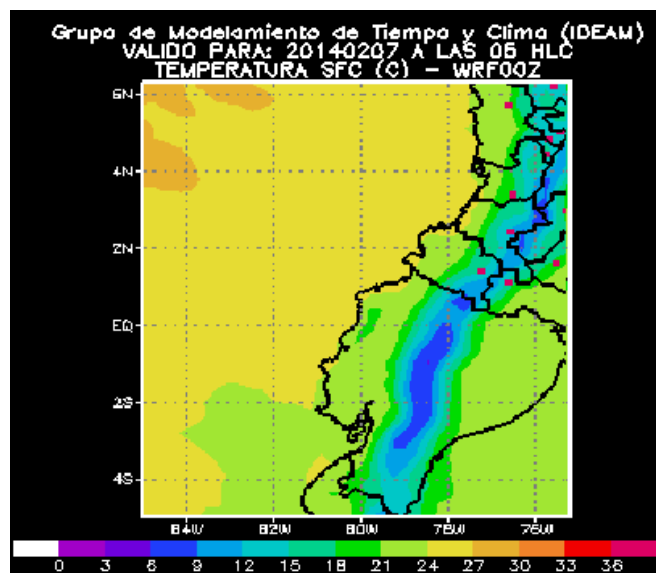 Grupo de Modelamiento de Tiempo y Clima (IDEAM)
VALIDO PARA: 20140207 A LAS 05 HLC
TEMPERATURA SFC (C) - WRF00Z
6N
4N
2N
EQ
2S
4S
84W 82W 80W 78W 76W
0 3 6 9 12 15 18 21 24 27 30 33 36